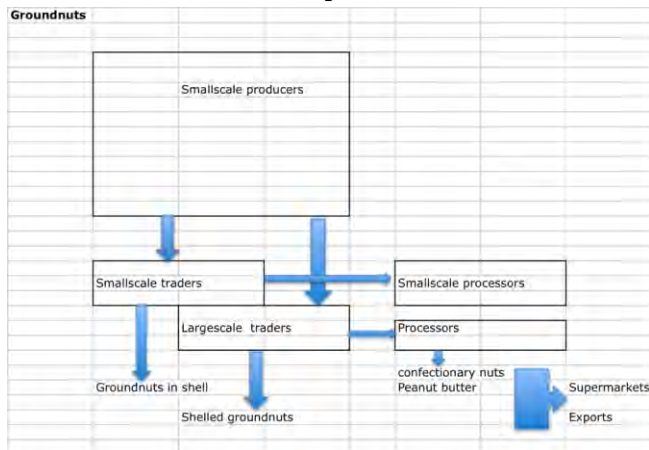 Groundnuts
Smallscale producers
Smallscale traders
Smallscale processors
Largescale traders
Processors
confectionary nuts
Groundnuts in shell
Peanut butter
Supermarkets
Shelled groundnuts
Exports